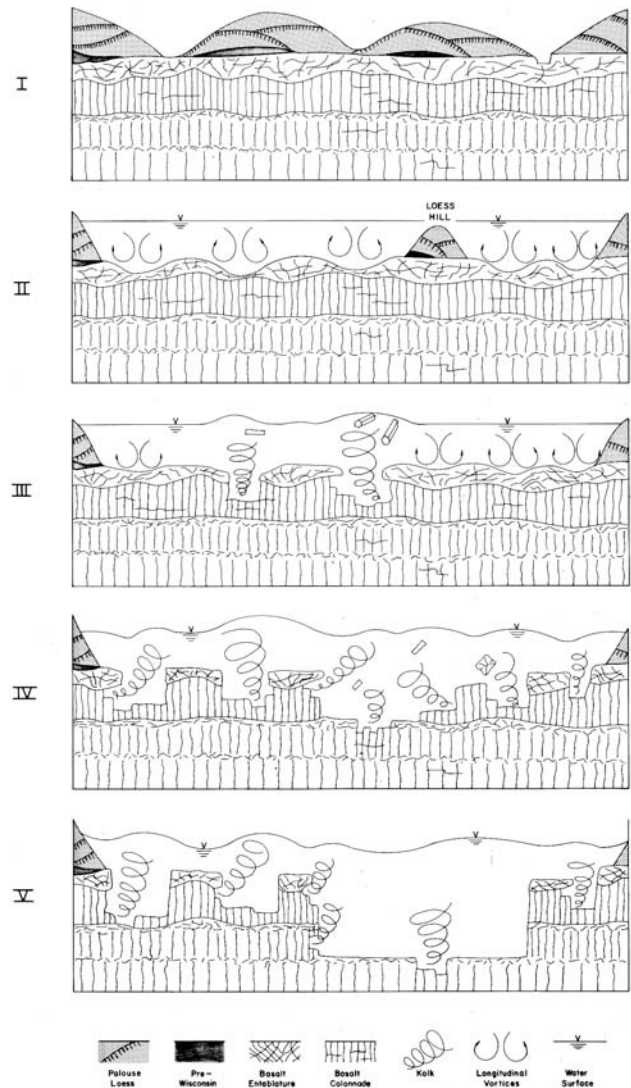 I
LOESS
HILL
II
III
IV
V
Palouse
Loess
Pre-
Wisconsin
Basalt
Entablature
Basalt
Colonnade
Kolk
Longitudinal
Vortices
Water
Surface